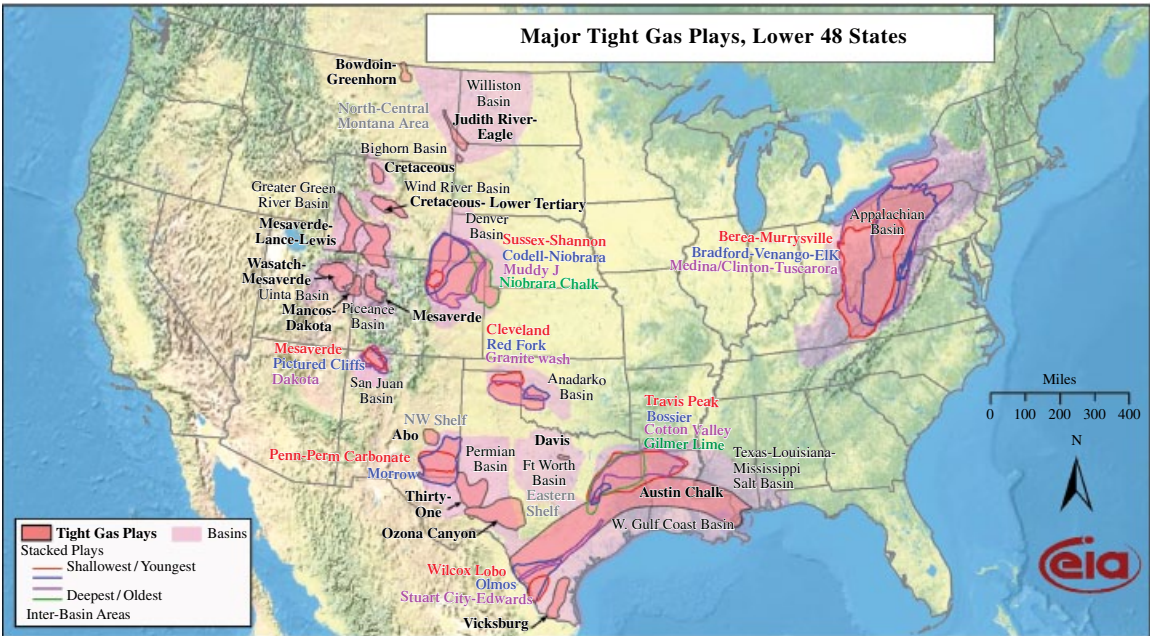 Major Tight Gas Plays, Lower 48 States
Bowdoin-
Greenhorn
Williston
Basin
North-Central
Montana Area
Judith River-
Eagle
Bighorn Basin
Cretaceous
Greater Green
River Basin
Wind River Basin
Cretaceous- Lower Tertiary
Mesaverde-
Lance-Lewis
Denver
Basin
Sussex-Shannon
Codell-Niobrara
Muddy J
Niobrara Chalk
Appalachian
Basin
Berea-Murrysville
Bradford-Venango-ElK
Medina/Clinton-Tuscarora
Wasatch-
Mesaverde
Uinta Basin
Mancos-
Dakota
Piceance
Basin
Mesaverde
Mesaverde
Pictured Cliffs
Dakota
San Juan
Basin
Cleveland
Red Fork
Granite wash
Anadarko
Basin
Miles
0 100 200 300 400
N
Travis Peak
Bossier
Cotton Valley
Gilmer Lime
NW Shelf
Abo
Penn-Perm Carbonate
Morrow
Permian
Basin
Davis
Ft Worth
Basin
Eastern
Shelf
Texas-Louisiana-
Mississippi
Salt Basin
Austin Chalk
Thirty-
One
Ozona Canyon
W. Gulf Coast Basin
Wilcox Lobo
Olmos
Stuart City-Edwards
Vicksburg
Tight Gas Plays Basins
Stacked Plays
Shallowest / Youngest
Deepest / Oldest
Inter-Basin Areas
eia